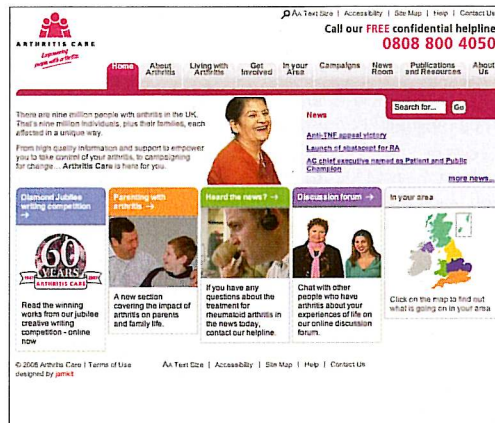 AA Text Size | Accessibility | Site Map | Help | Contact Us
Call our FREE confidential helpline
0808 800 4050
ARTHRITIS CARE
Empowering
people with arthritis
Home
About
Arthritis
Living with
Arthritis
Get
Involved
In your
Area
Campaigns
News
Room
Publications
and Resources
About
Us
Search for...
Go
There are nine million people with arthritis in the UK.
That's nine million individuals, plus their families, each
affected in a unique way.
From high quality information and support to empower
you to take control of your arthritis, to campaigning
for change... Arthritis Care is here for you.
News
Anti-TNF appeal victory
Launch of abatacept for RA
AC chief executive named as Patient and Public
Champion
more news...
Diamond Jubilee
writing competition →
60
YEARS
1947 2007
ARTHRITIS CARE
Read the winning
works from our jubilee
creative writing
competition - online
now
Parenting with
arthritis →
A new section
covering the impact of
arthritis on parents
and family life.
Heard the news? →
If you have any
questions about the
treatment for
rheumatoid arthritis in
the news today,
contact our helpline.
Discussion forum →
Chat with other
people who have
arthritis about your
experiences of life on
our online discussion
forum.
In your area
Click on the map to find out
what is going on in your area
© 2008 Arthritis Care | Terms of Use
designed by jamkit
AA Text Size | Accessibility | Site Map | Help | Contact Us